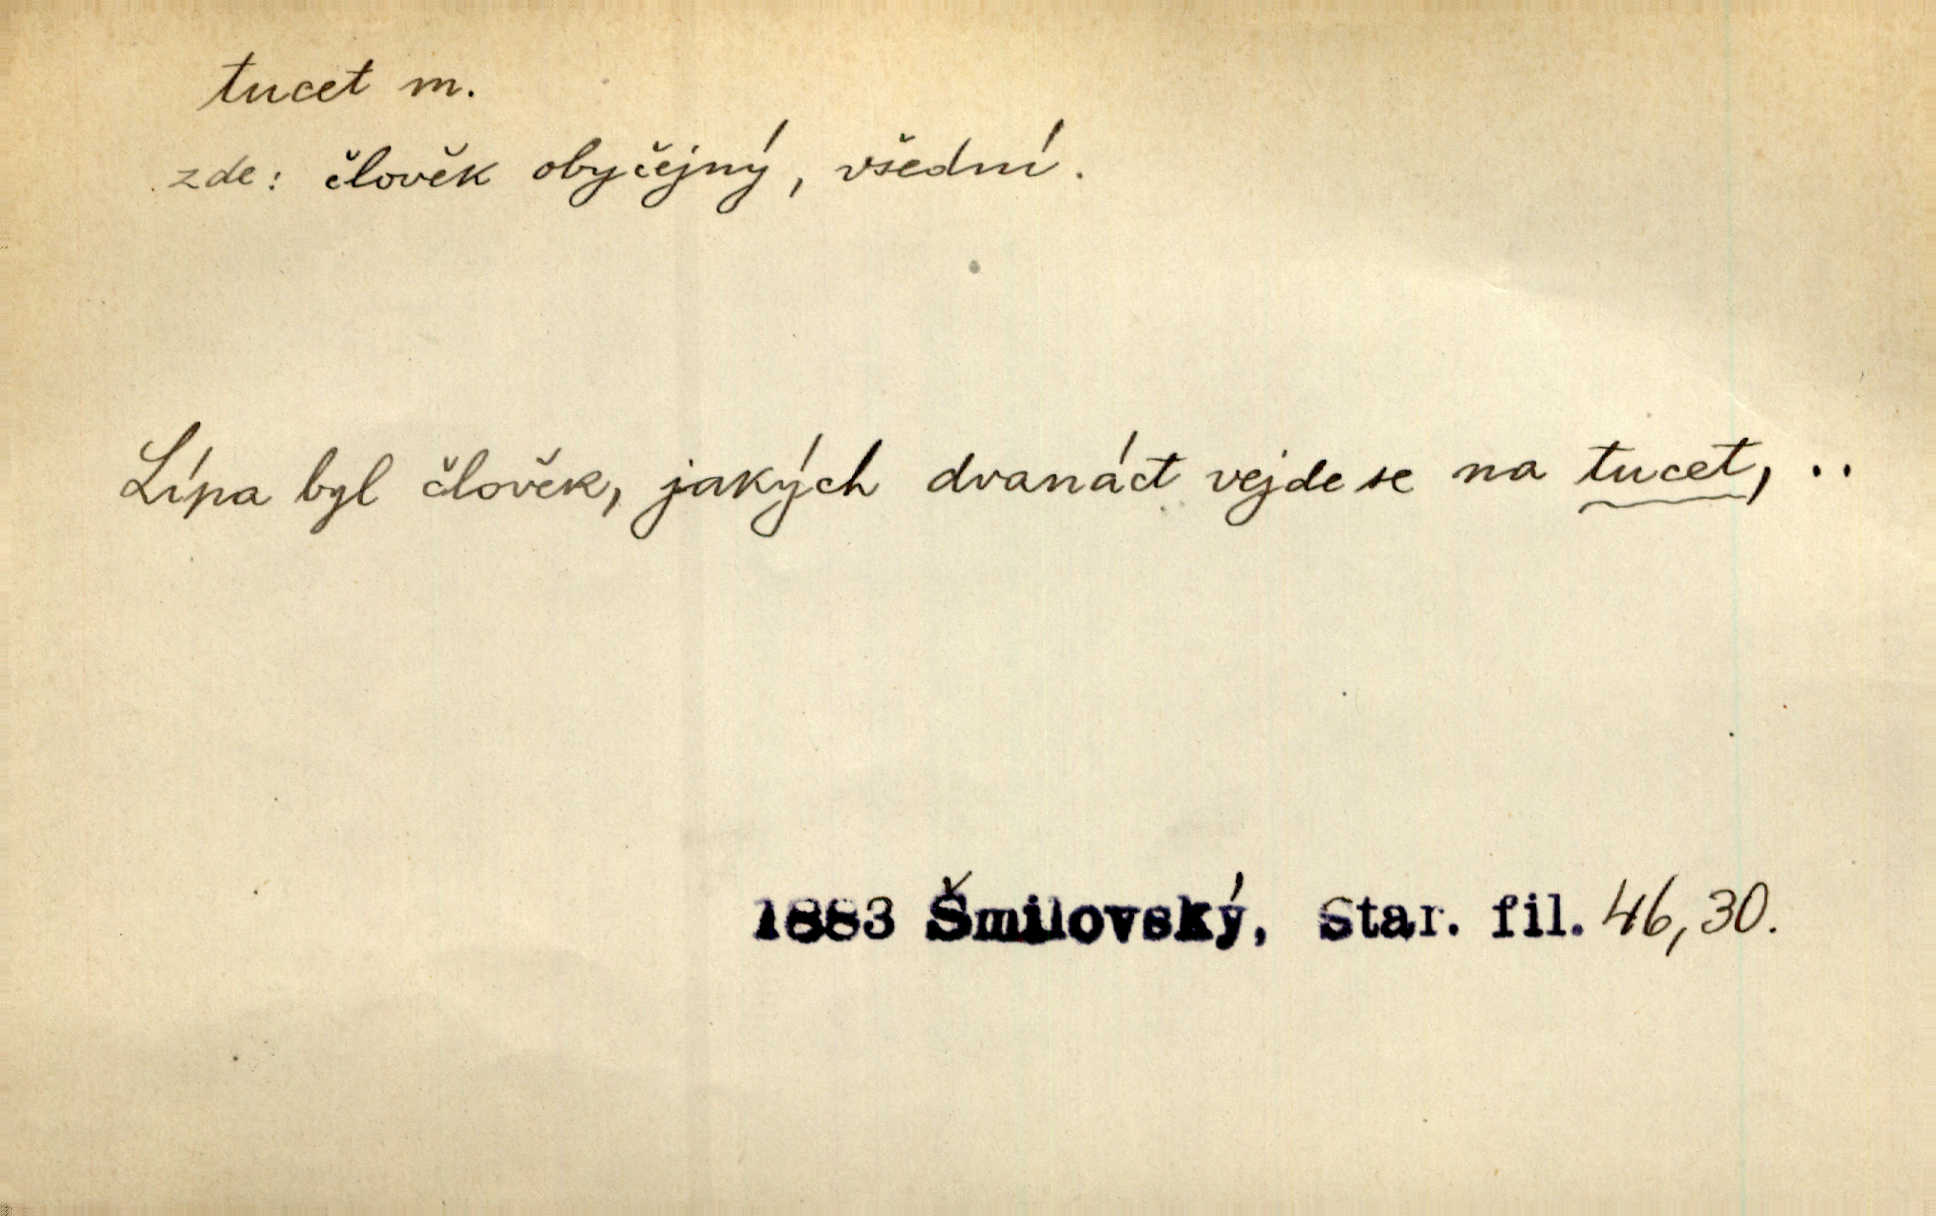 tucet m.
zde: člověk obyčejný, všední.
Lípa byl člověk, jakých dvanáct vejde se na tucet, ..
1883 Šmilovský, Star. fil. 46,30.